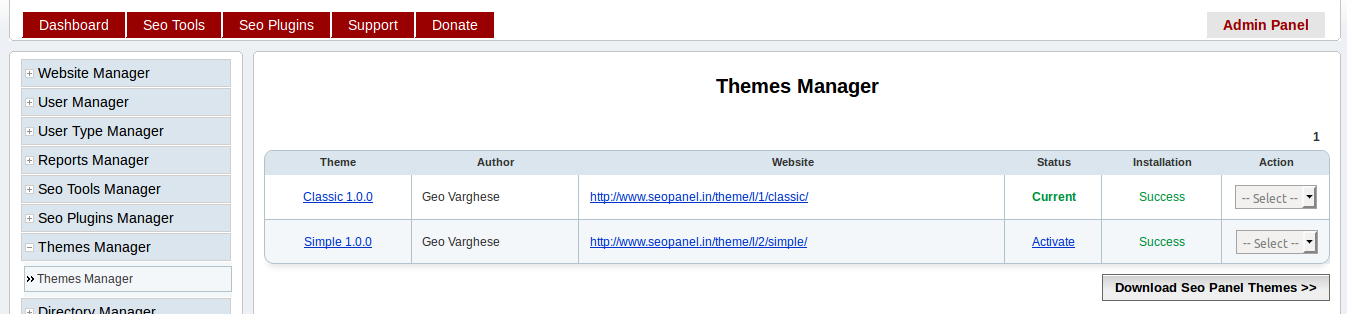 Dashboard Seo Tools Seo Plugins Support Donate Admin Panel
Website Manager
User Manager
User Type Manager
Reports Manager
Seo Tools Manager
Seo Plugins Manager
Themes Manager
Themes Manager
Directory Manager
Themes Manager
1
Theme Author Website Status Installation Action
Classic 1.0.0 Geo Varghese http://www.seopanel.in/theme/l/1/classic/ Current Success -- Select --
Simple 1.0.0 Geo Varghese http://www.seopanel.in/theme/l/2/simple/ Activate Success -- Select --
Download Seo Panel Themes >>